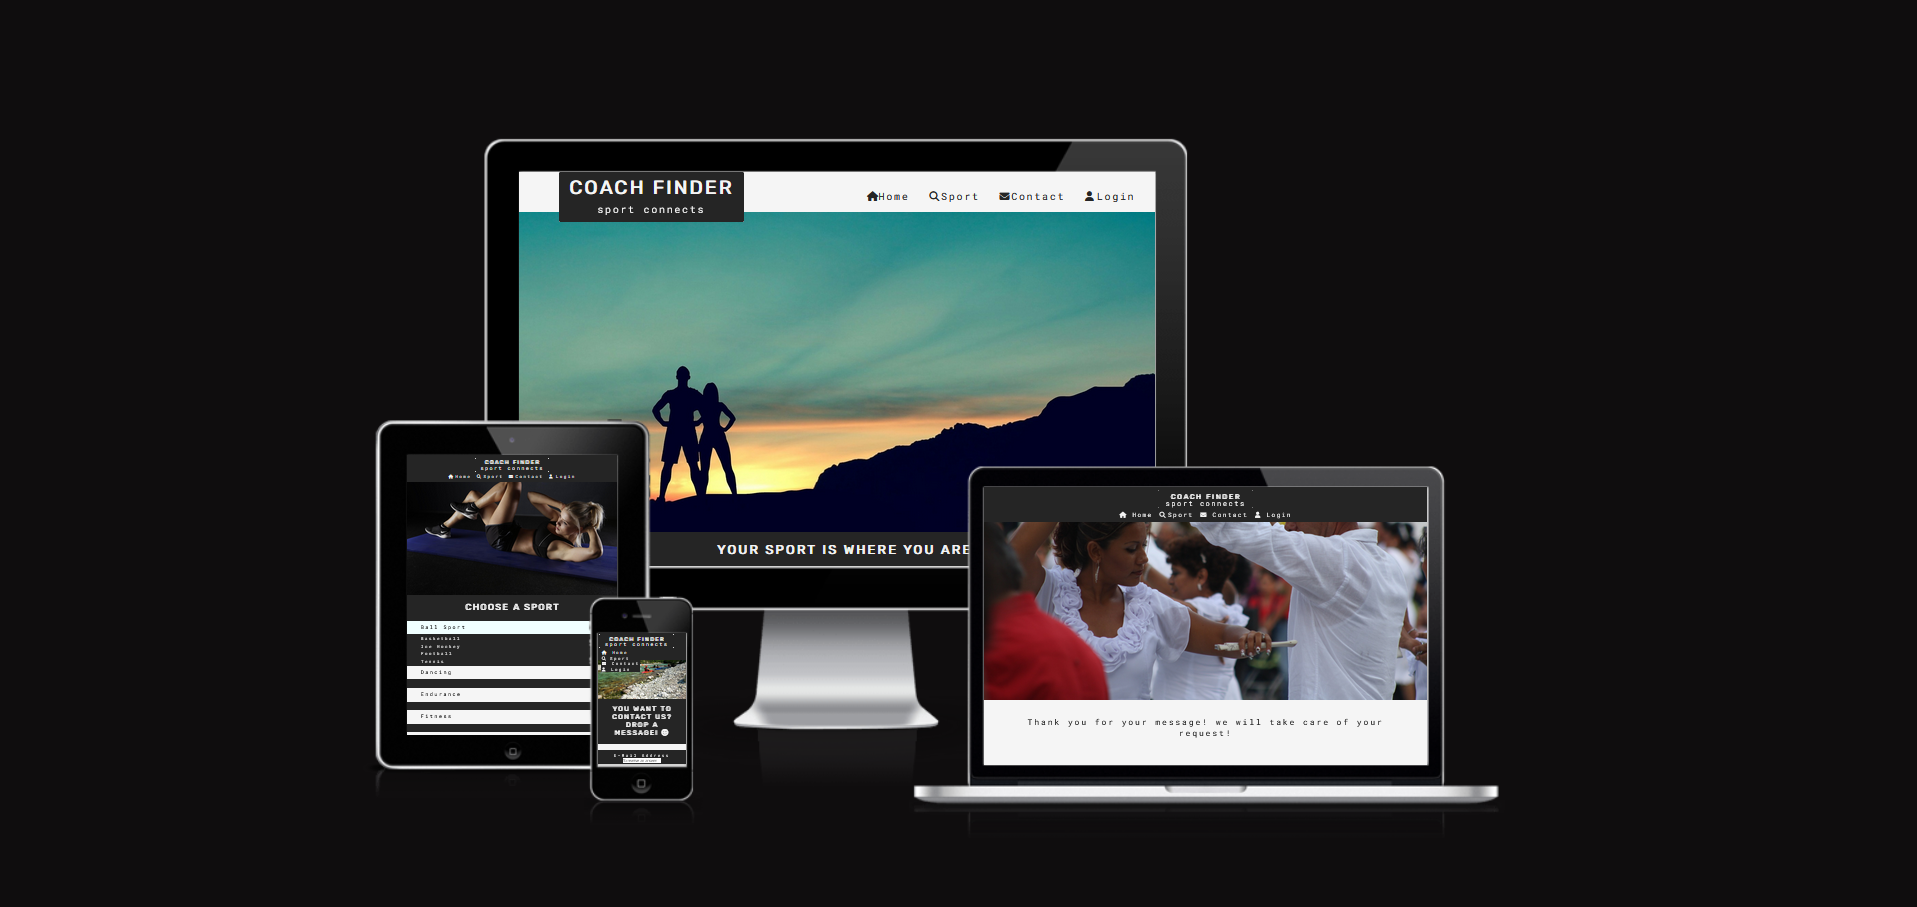 COACH FINDER
sport connects
Home Sport Contact Login
YOUR SPORT IS WHERE YOU ARE
COACH FINDER
sport connects
Home Sport Contact Login
CHOOSE A SPORT
Ball Sport
Basketball
Ice Hockey
Football
Tennis
Dancing
Endurance
Fitness
COACH FINDER
sport connects
Home
Sport
Contact
Login
YOU WANT TO
CONTACT US?
DROP A
MESSAGE!
E-Mail Address
COACH FINDER
sport connects
Home Sport Contact Login
Thank you for your message! we will take care of your
request!